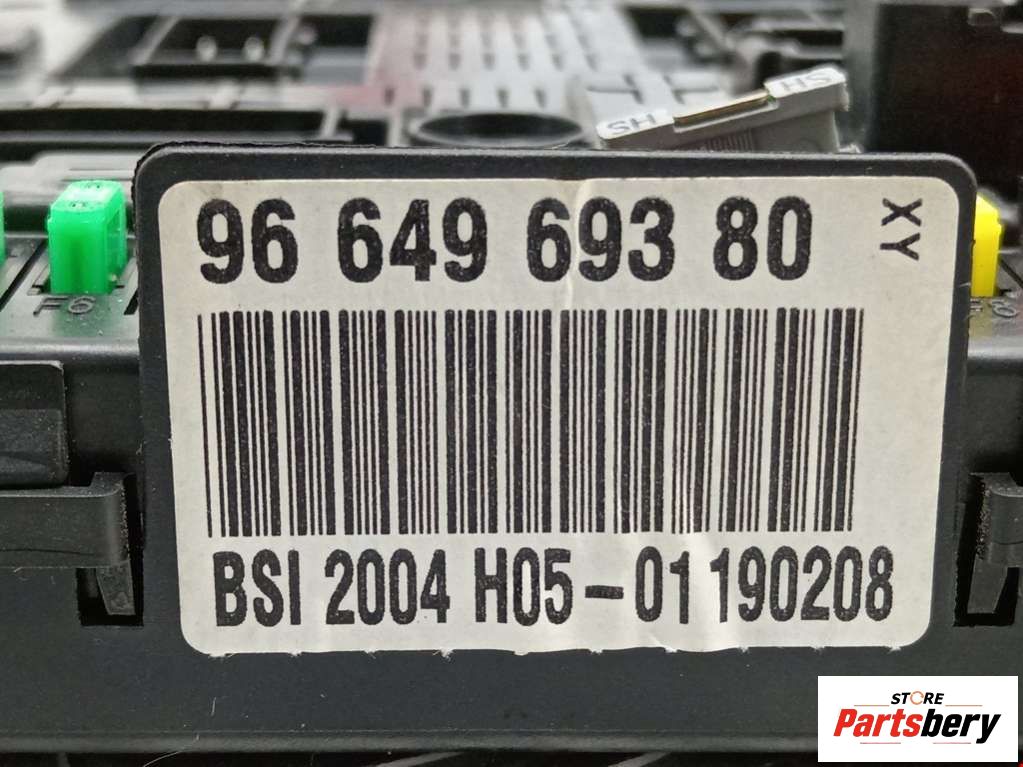 SH
SH
96 649 693 80
XY
F6
BSI 2004 H05-01 190208
STORE
Partsbery